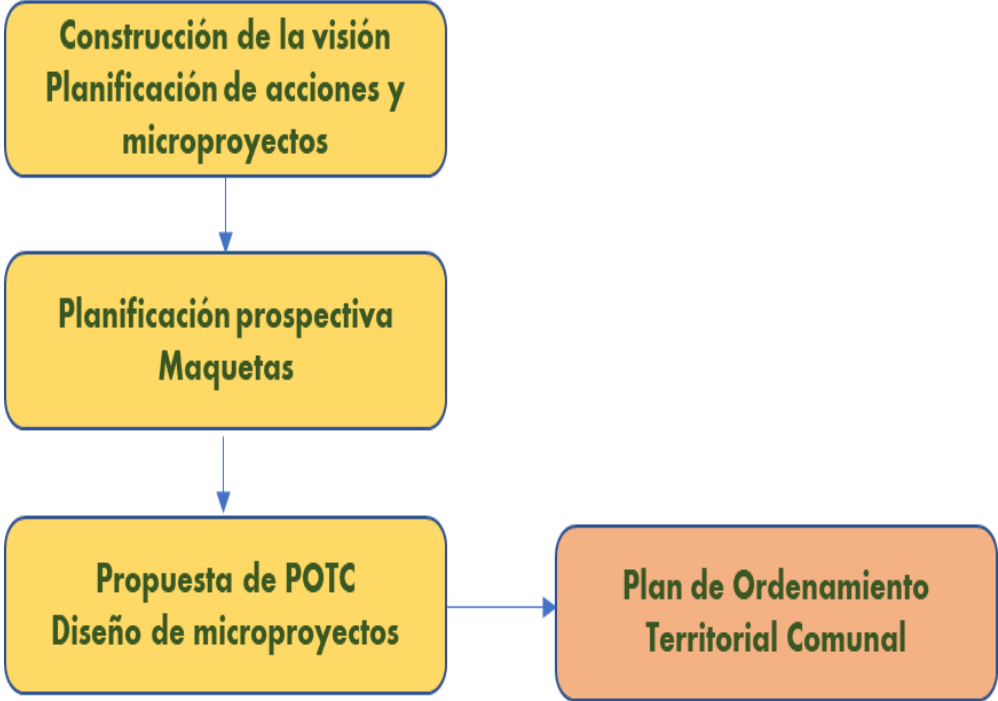 Construcción de la visión
Planificación de acciones y
microproyectos
Planificación prospectiva
Maquetas
Propuesta de POTC
Diseño de microproyectos
Plan de Ordenamiento
Territorial Comunal